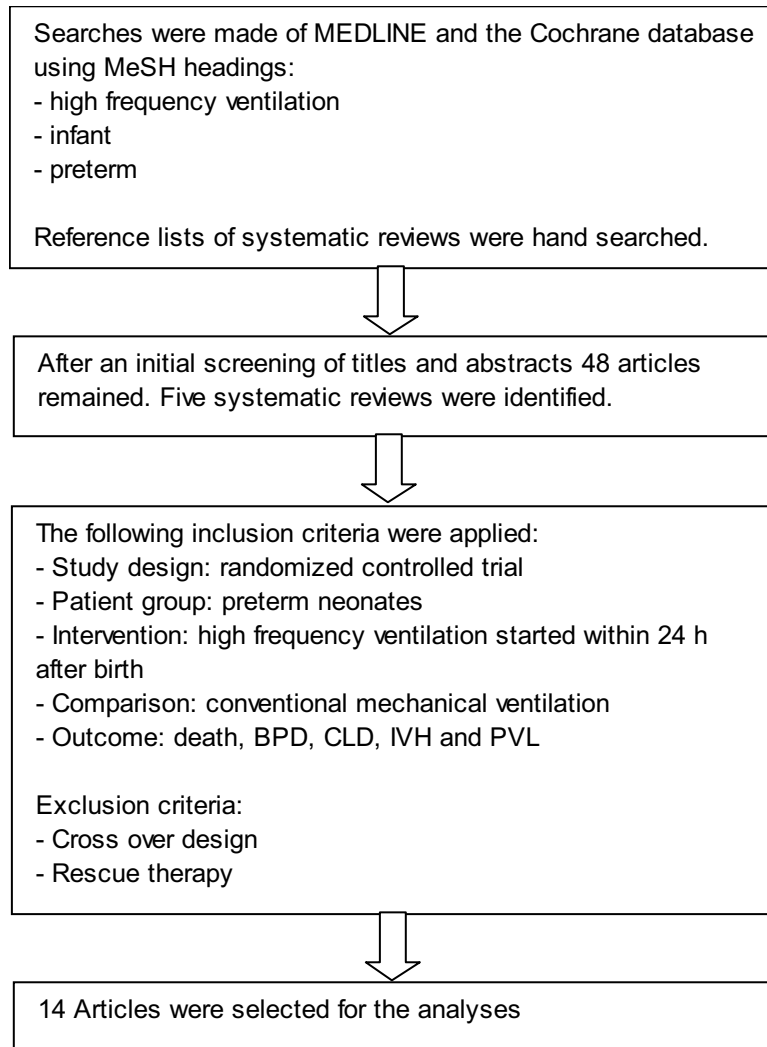 Searches were made of MEDLINE and the Cochrane database
using MeSH headings:
- high frequency ventilation
- infant
- preterm
Reference lists of systematic reviews were hand searched.
After an initial screening of titles and abstracts 48 articles
remained. Five systematic reviews were identified.
The following inclusion criteria were applied:
- Study design: randomized controlled trial
- Patient group: preterm neonates
- Intervention: high frequency ventilation started within 24 h
after birth
- Comparison: conventional mechanical ventilation
- Outcome: death, BPD, CLD, IVH and PVL
Exclusion criteria:
- Cross over design
- Rescue therapy
14 Articles were selected for the analyses